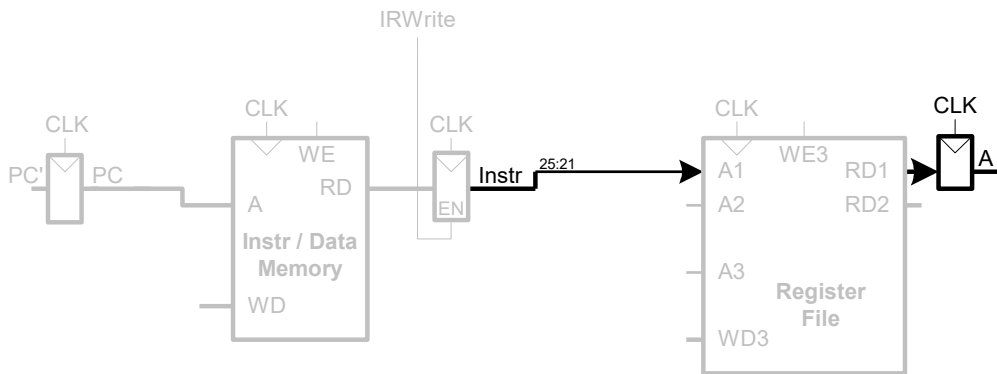 IRWrite
CLK
CLK
CLK
CLK
CLK
PC'
PC
WE
RD
A
EN
Instr / Data
Memory
WD
Instr
25:21
WE3
A1
RD1
A2
RD2
A3
Register
File
WD3
A